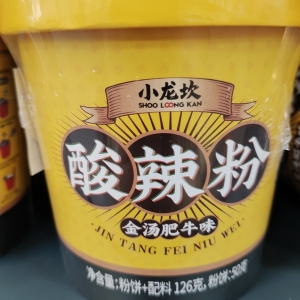 小龙坎
SHOO LOONG KAN
酸辣粉
金汤肥牛味
·JIN TANG FEI NIU WEI·
净含量:粉饼+配料 126克,粉饼:50克